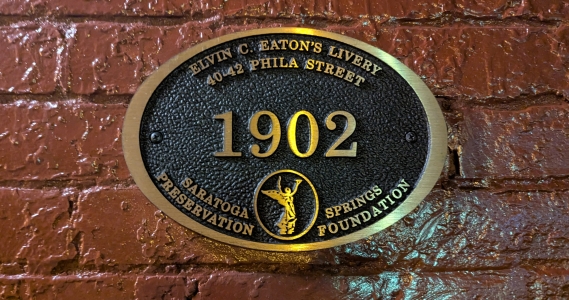 ELVIN C. EATON'S LIVERY
40-42 PHILA STREET
1902
SARATOGA SPRINGS
PRESERVATION FOUNDATION